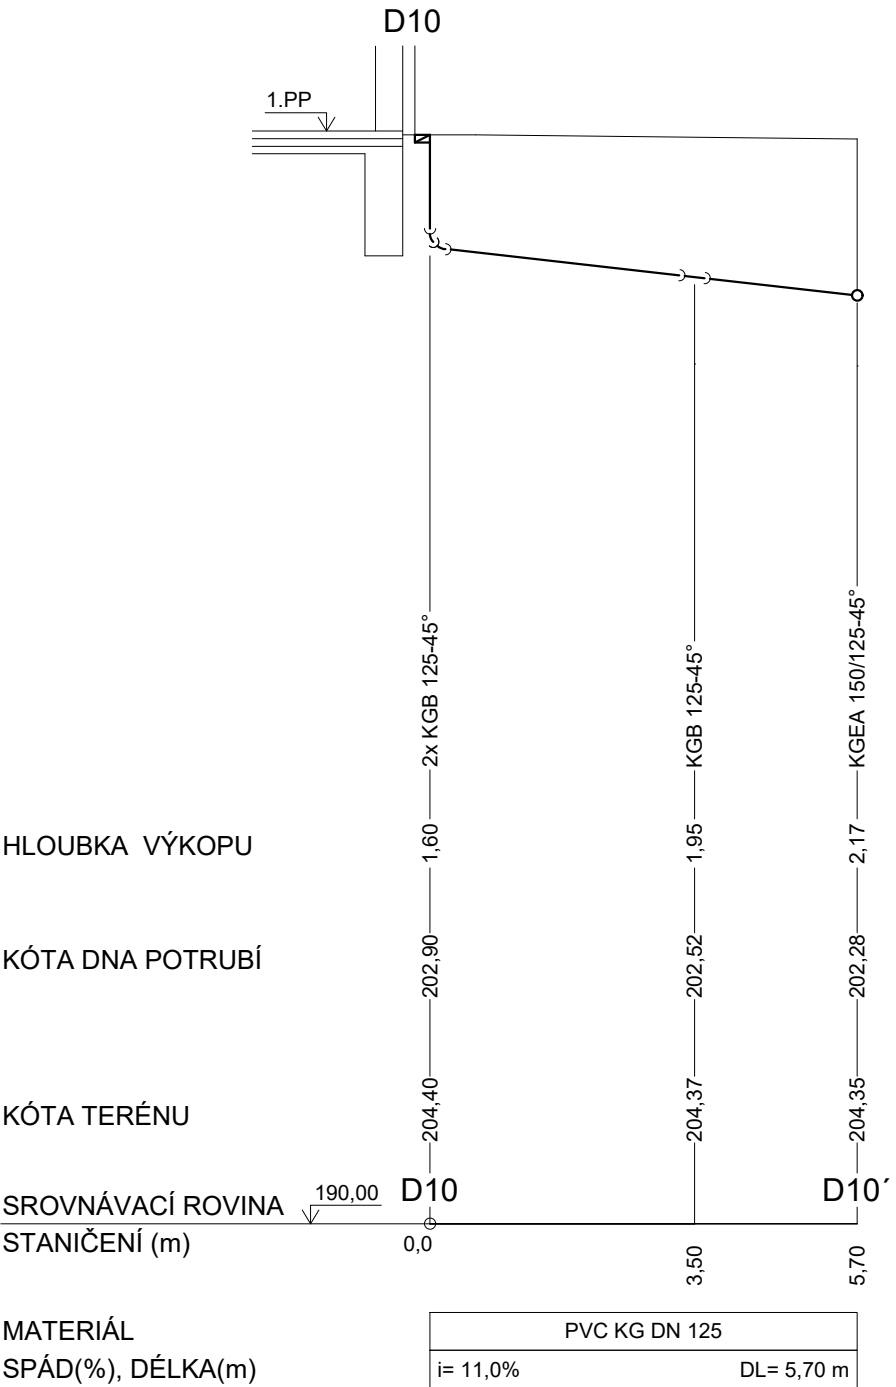 D10
1.PP
2x KGB 125-45°
KGB 125-45°
KGEA 150/125-45°
HLOUBKA VÝKOPU
1,60
1,95
2,17
KÓTA DNA POTRUBÍ
202,90
202,52
202,28
KÓTA TERÉNU
204,40
204,37
204,35
SROVNÁVACÍ ROVINA
190,00
D10
D10´
STANIČENÍ (m)
0,0
3,50
5,70
MATERIÁL
PVC KG DN 125
SPÁD(%), DÉLKA(m)
i= 11,0%
DL= 5,70 m